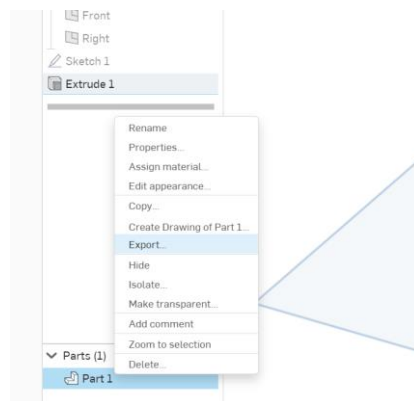 Front
Right
Sketch 1
Extrude 1
Rename
Properties...
Assign material...
Edit appearance...
Copy...
Create Drawing of Part 1...
Export...
Hide
Isolate...
Make transparent...
Add comment
Zoom to selection
Delete...
Parts (1)
Part 1